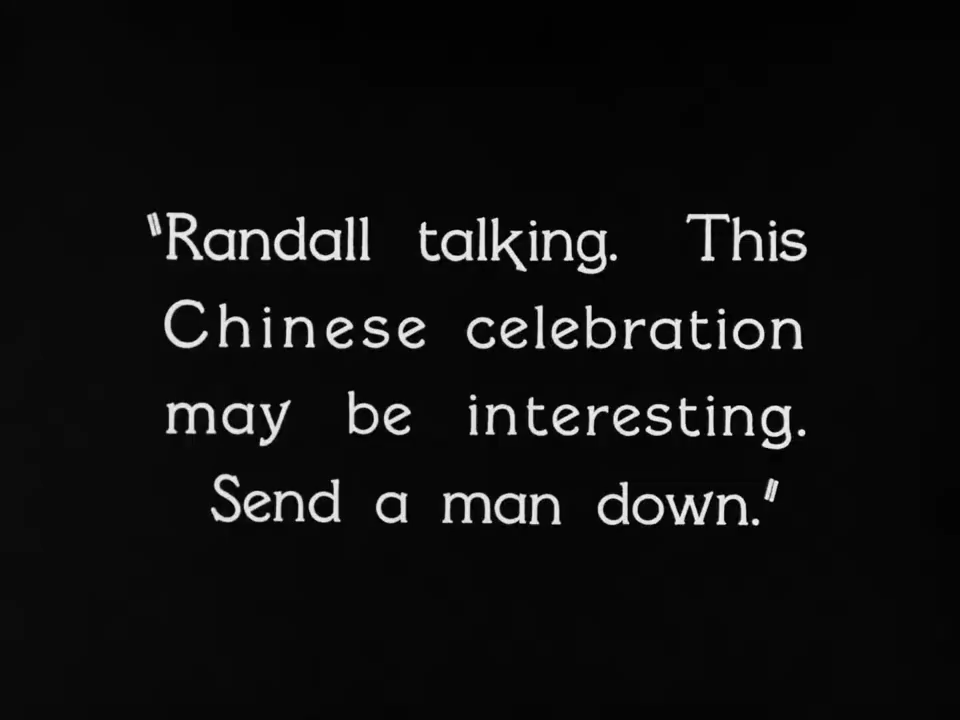 "Randall talking. This
Chinese celebration
may be interesting.
Send a man down."